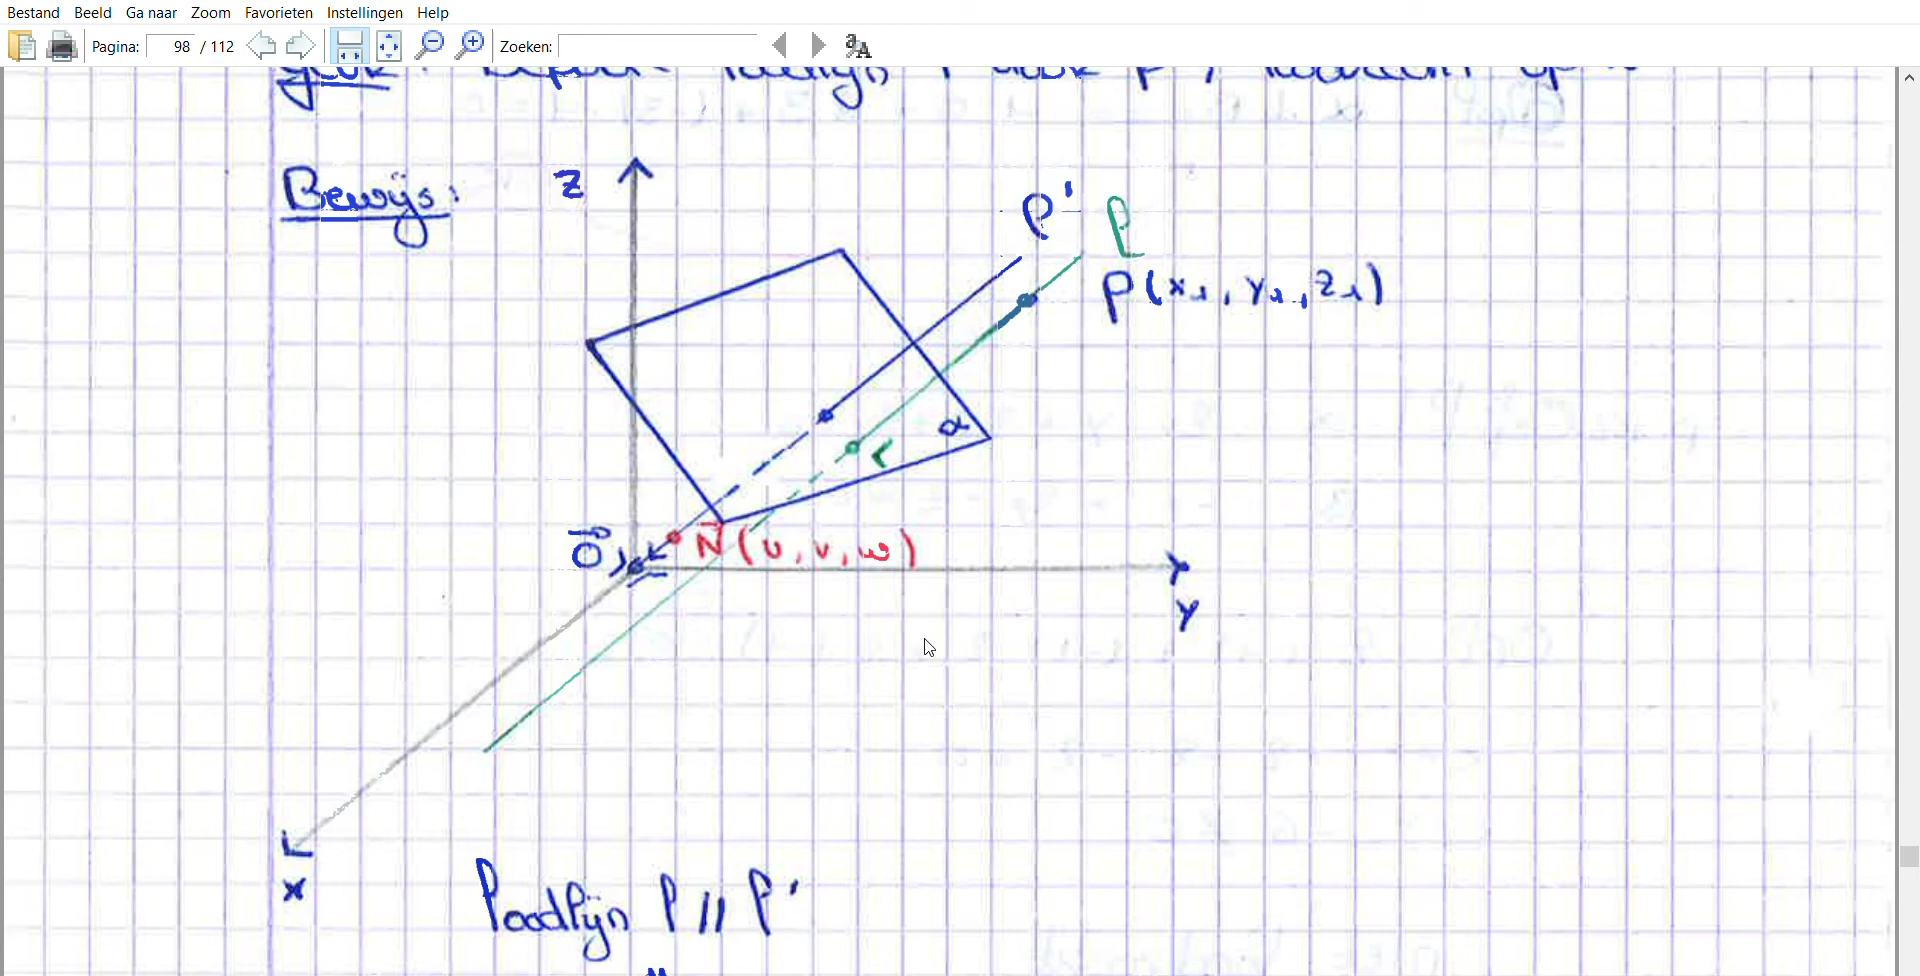 Bestand Beeld Ga naar Zoom Favorieten Instellingen Help
Pagina: 98 / 112 Zoeken:
Bewijs:
z
l' l
P(x₁, y₁, z₁)
α
r
O⃗ N⃗(u, v, w)
y
x
Loodlijn l // l'